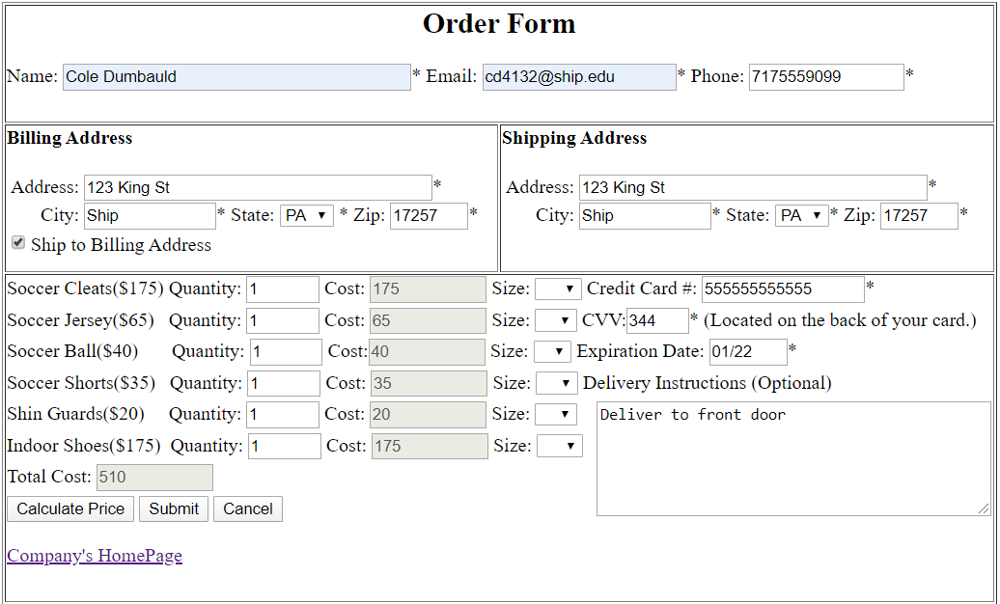 Order Form
Name: Cole Dumbauld * Email: cd4132@ship.edu * Phone: 7175559099 *
Billing Address
Address: 123 King St *
City: Ship * State: PA * Zip: 17257 *
Ship to Billing Address
Shipping Address
Address: 123 King St *
City: Ship * State: PA * Zip: 17257 *
Soccer Cleats($175) Quantity: 1 Cost: 175 Size: Credit Card #: 555555555555 *
Soccer Jersey($65) Quantity: 1 Cost: 65 Size: CVV: 344 * (Located on the back of your card.)
Soccer Ball($40) Quantity: 1 Cost: 40 Size: Expiration Date: 01/22 *
Soccer Shorts($35) Quantity: 1 Cost: 35 Size: Delivery Instructions (Optional)
Shin Guards($20) Quantity: 1 Cost: 20 Size: Deliver to front door
Indoor Shoes($175) Quantity: 1 Cost: 175 Size:
Total Cost: 510
Calculate Price Submit Cancel
Company's HomePage